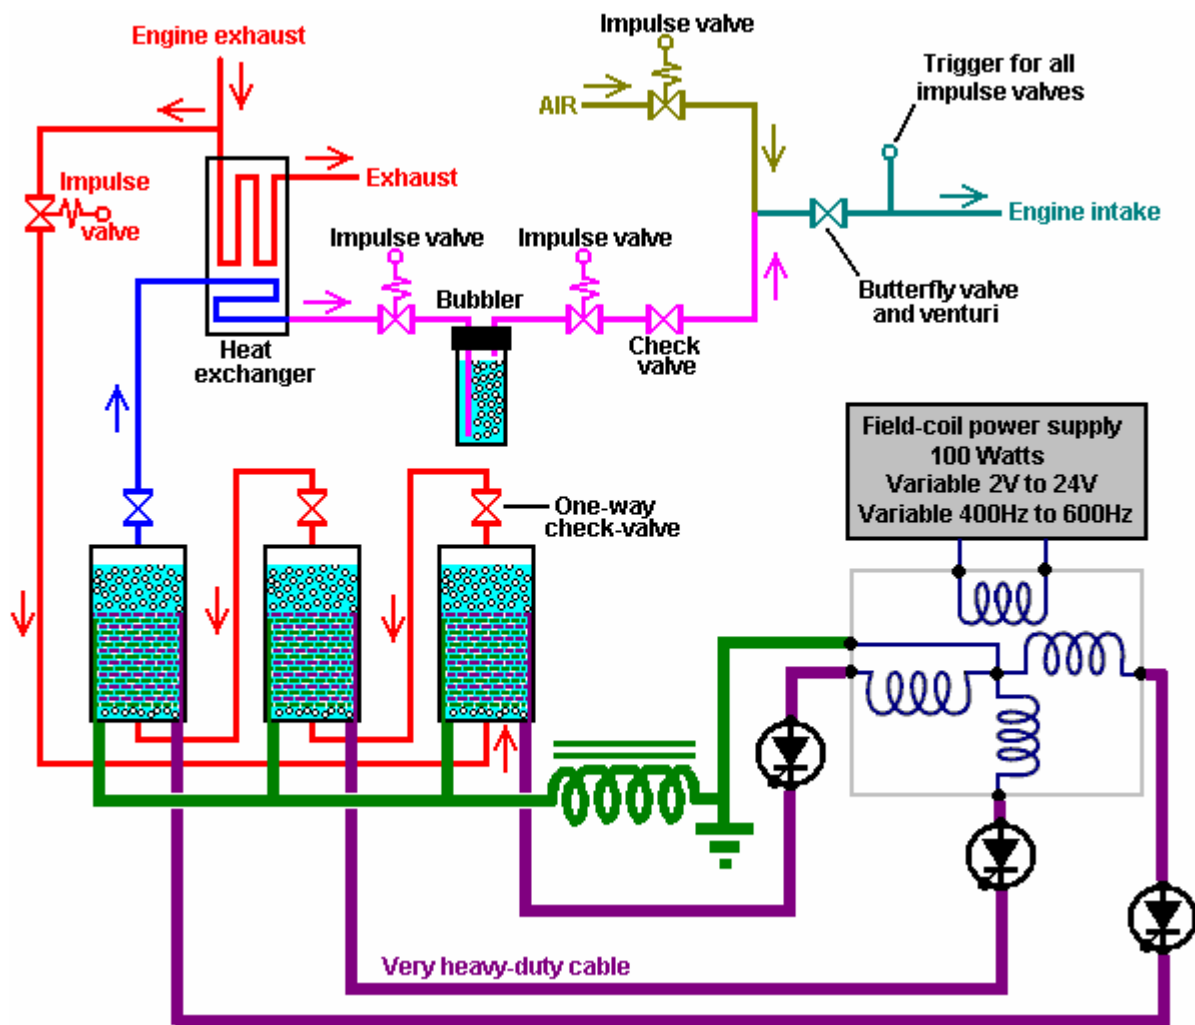 Impulse valve
Engine exhaust
Trigger for all
impulse valves
AIR
Exhaust
Impulse
valve
Engine intake
Impulse valve
Impulse valve
Bubbler
Butterfly valve
and venturi
Heat
exchanger
Check
valve
Field-coil power supply
100 Watts
Variable 2V to 24V
Variable 400Hz to 600Hz
One-way
check-valve
Very heavy-duty cable